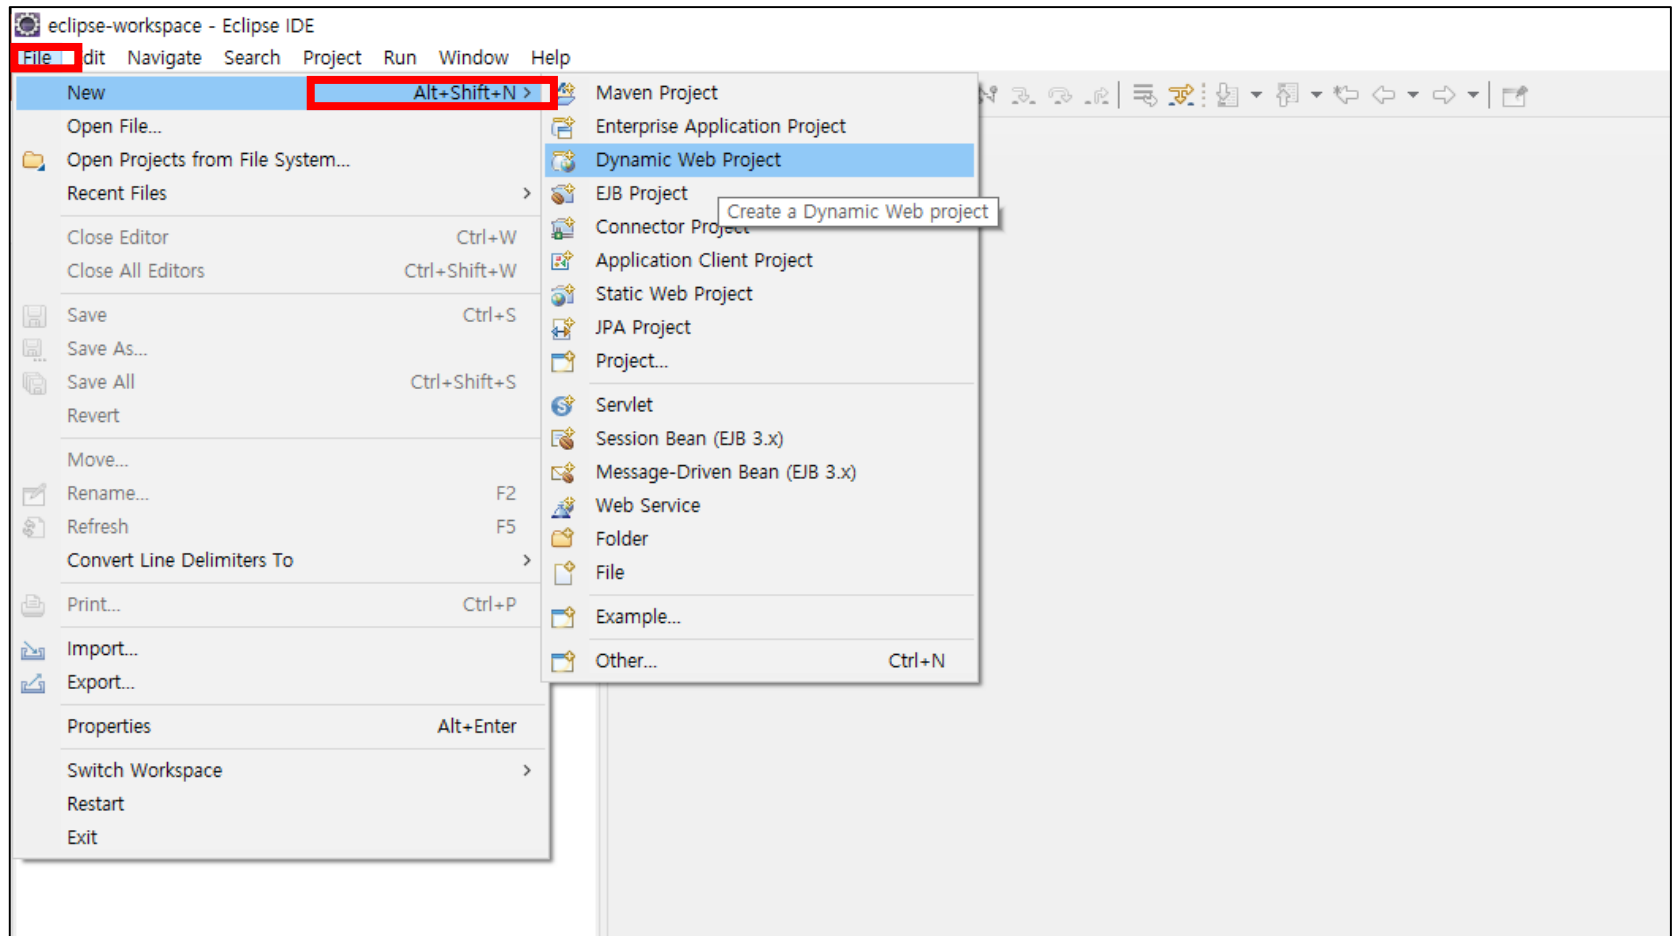 eclipse-workspace - Eclipse IDE
File dit Navigate Search Project Run Window Help
New Alt+Shift+N >
Open File...
Open Projects from File System...
Recent Files >
Close Editor Ctrl+W
Close All Editors Ctrl+Shift+W
Save Ctrl+S
Save As...
Save All Ctrl+Shift+S
Revert
Move...
Rename... F2
Refresh F5
Convert Line Delimiters To >
Print... Ctrl+P
Import...
Export...
Properties Alt+Enter
Switch Workspace >
Restart
Exit
Maven Project
Enterprise Application Project
Dynamic Web Project
EJB Project
Create a Dynamic Web project
Connector Project
Application Client Project
Static Web Project
JPA Project
Project...
Servlet
Session Bean (EJB 3.x)
Message-Driven Bean (EJB 3.x)
Web Service
Folder
File
Example...
Other... Ctrl+N